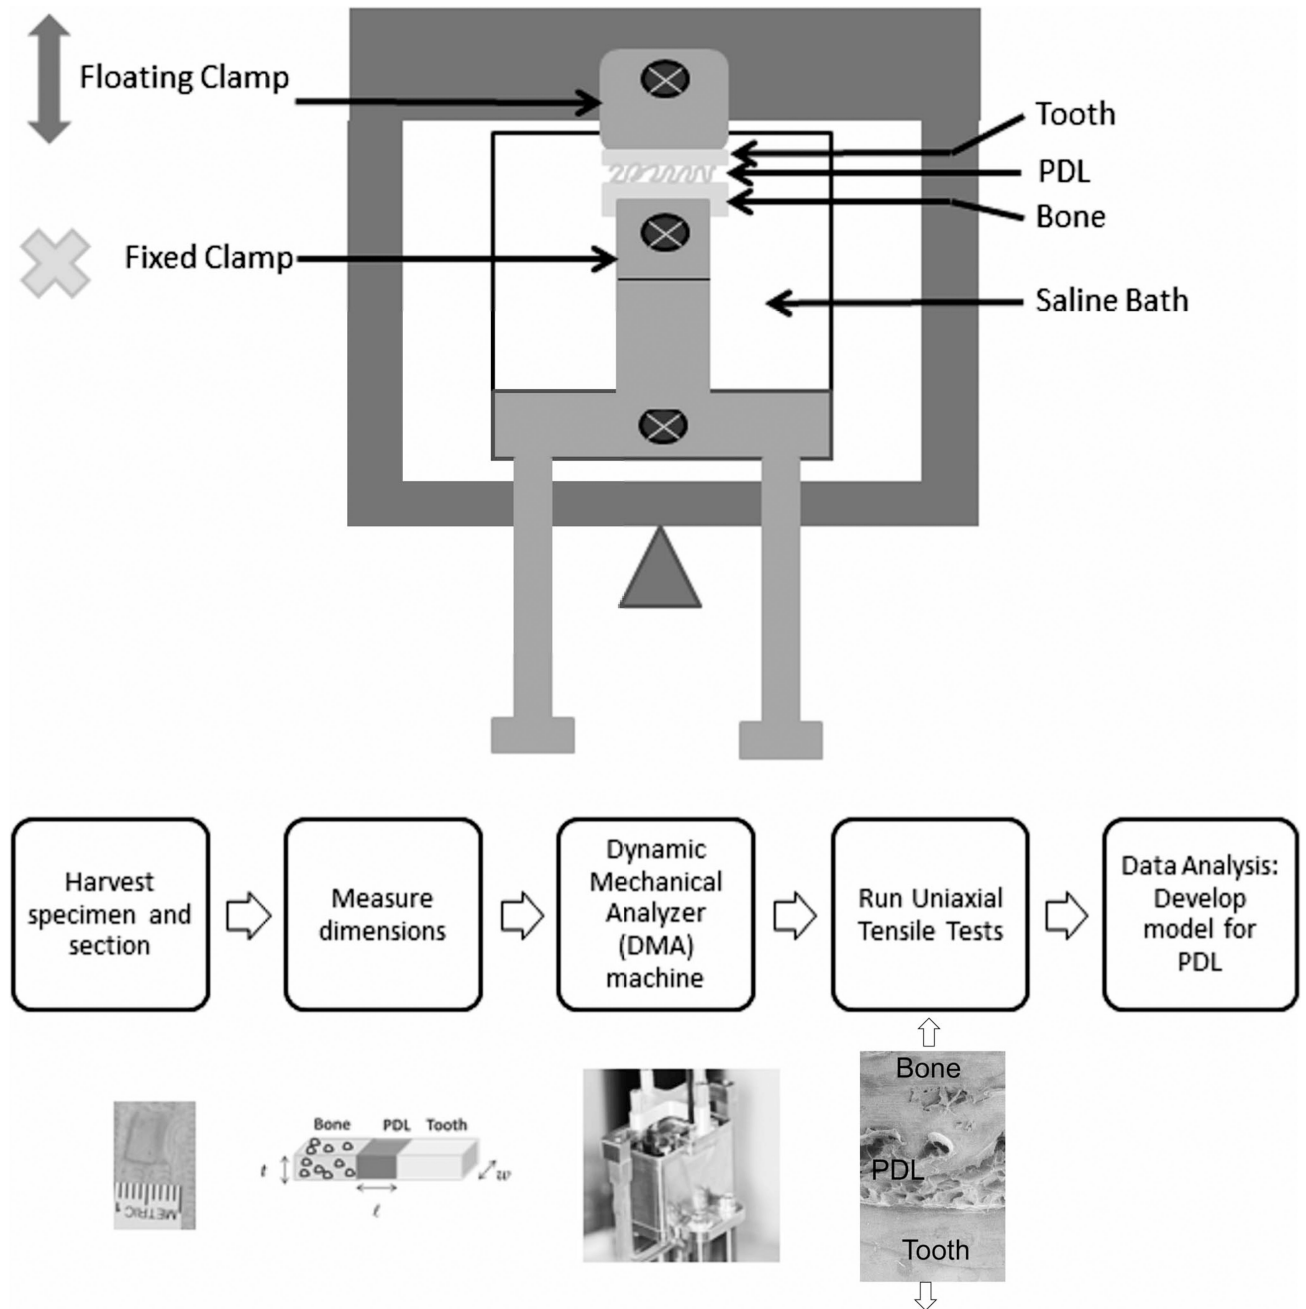 Floating Clamp
Tooth
PDL
Bone
Fixed Clamp
Saline Bath
Harvest
specimen and
section
Measure
dimensions
Dynamic
Mechanical
Analyzer
(DMA)
machine
Run Uniaxial
Tensile Tests
Data Analysis:
Develop
model for
PDL
METRIC 1
Bone PDL Tooth
t
w
ℓ
Bone
PDL
Tooth